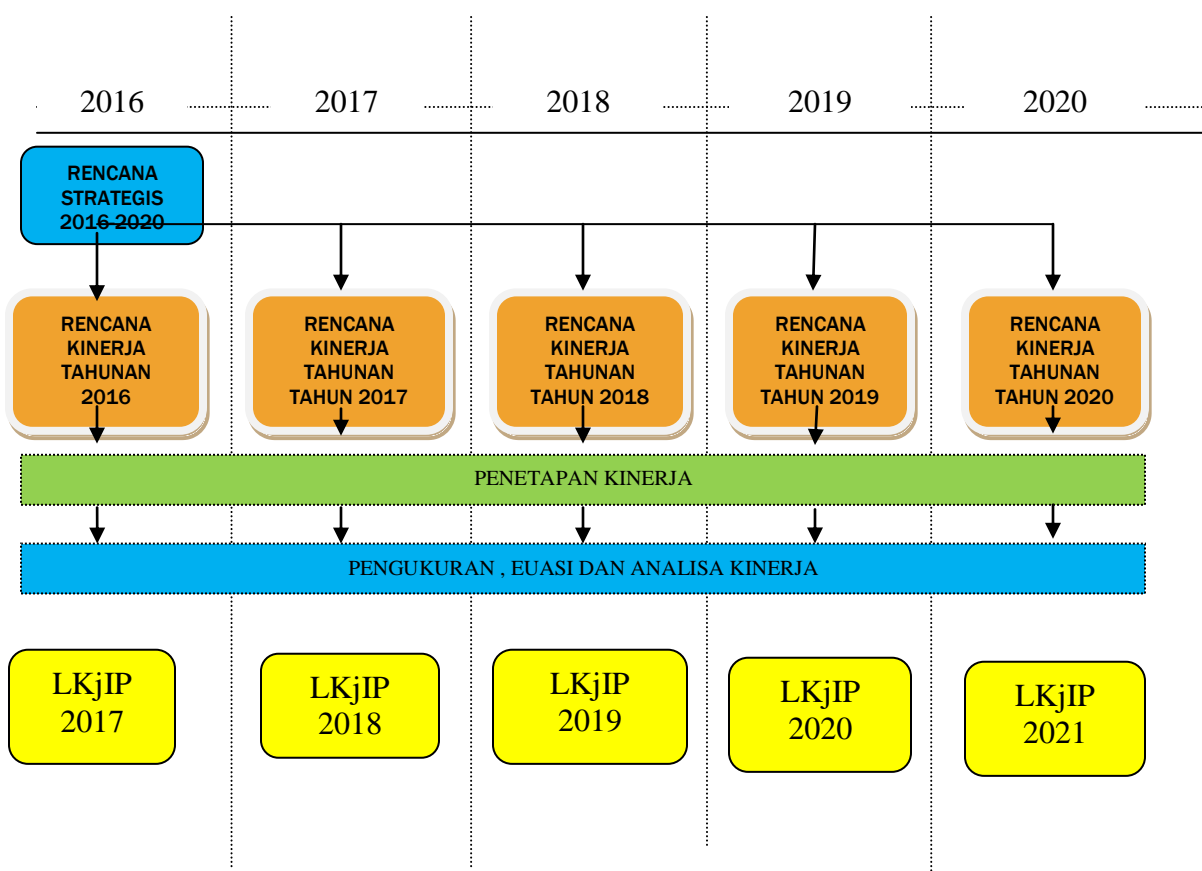 2016 2017 2018 2019 2020
RENCANA
STRATEGIS
2016-2020
RENCANA
KINERJA
TAHUNAN
2016
RENCANA
KINERJA
TAHUNAN
TAHUN 2017
RENCANA
KINERJA
TAHUNAN
TAHUN 2018
RENCANA
KINERJA
TAHUNAN
TAHUN 2019
RENCANA
KINERJA
TAHUNAN
TAHUN 2020
PENETAPAN KINERJA
PENGUKURAN , EUASI DAN ANALISA KINERJA
LKjIP
2017
LKjIP
2018
LKjIP
2019
LKjIP
2020
LKjIP
2021